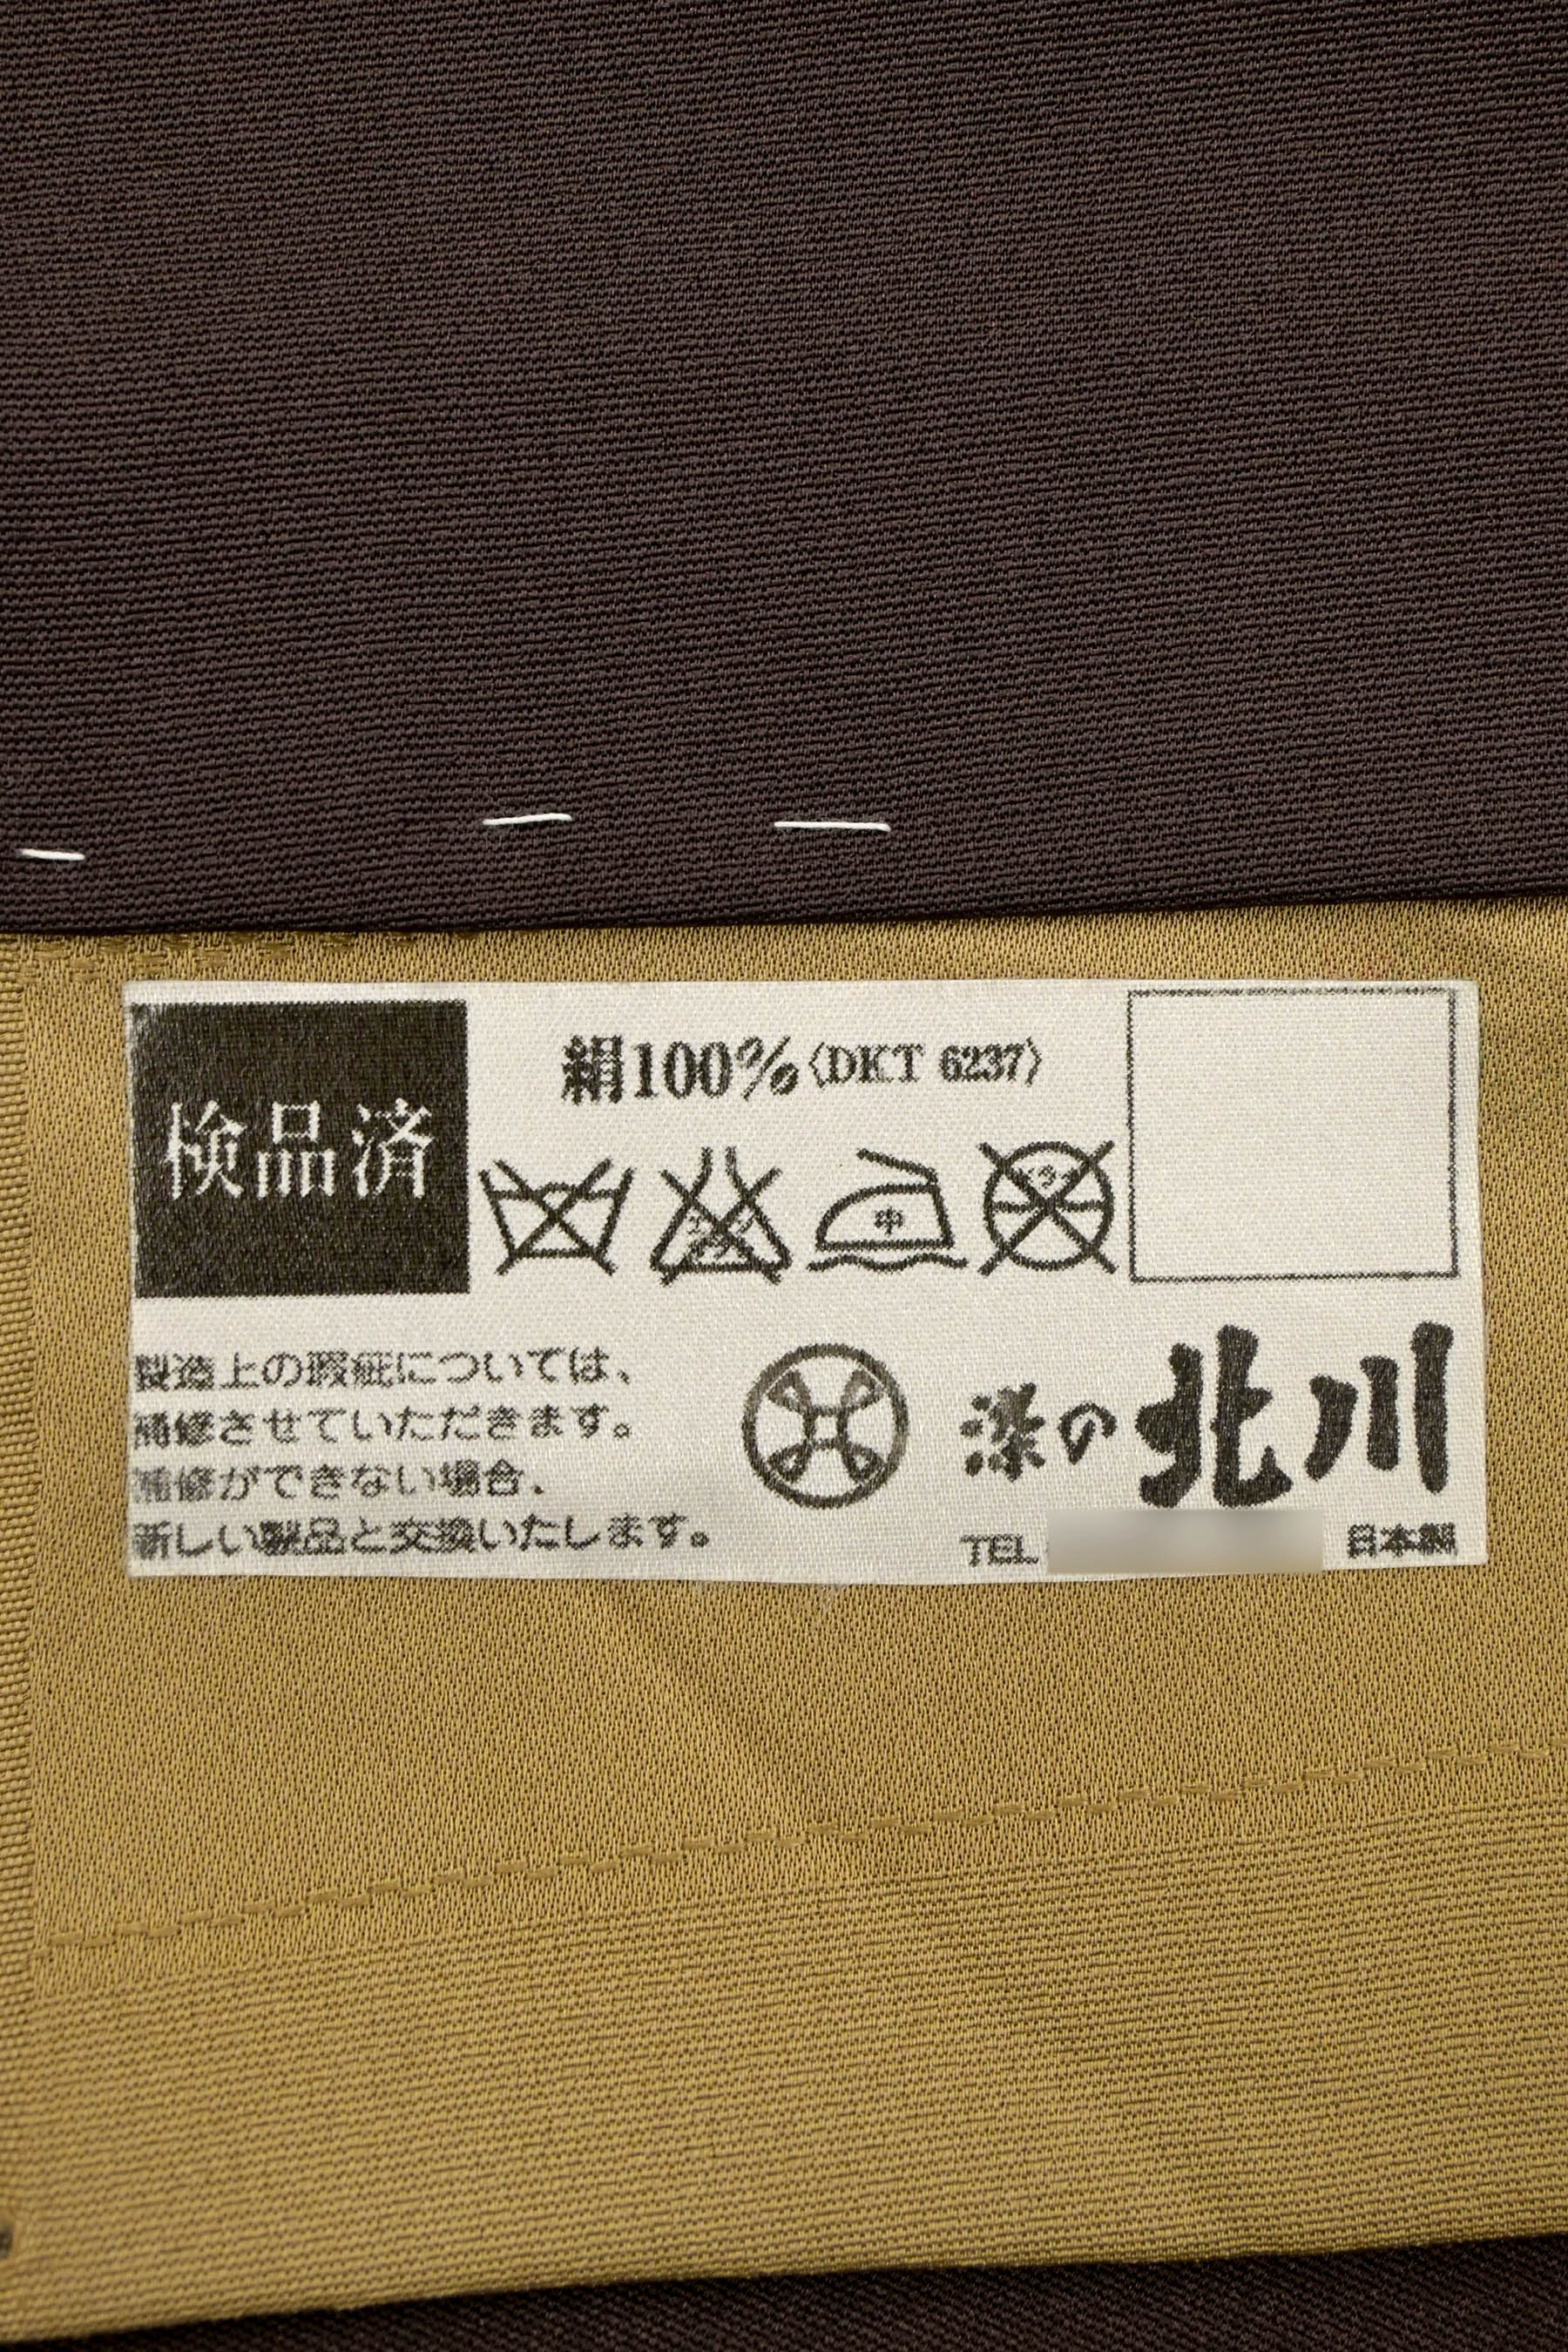 検品済
絹100%〈DKT 6237〉
中
製造上の瑕疵については、
補修させていただきます。
補修ができない場合、
新しい製品と交換いたします。
染の北川
TEL
日本製